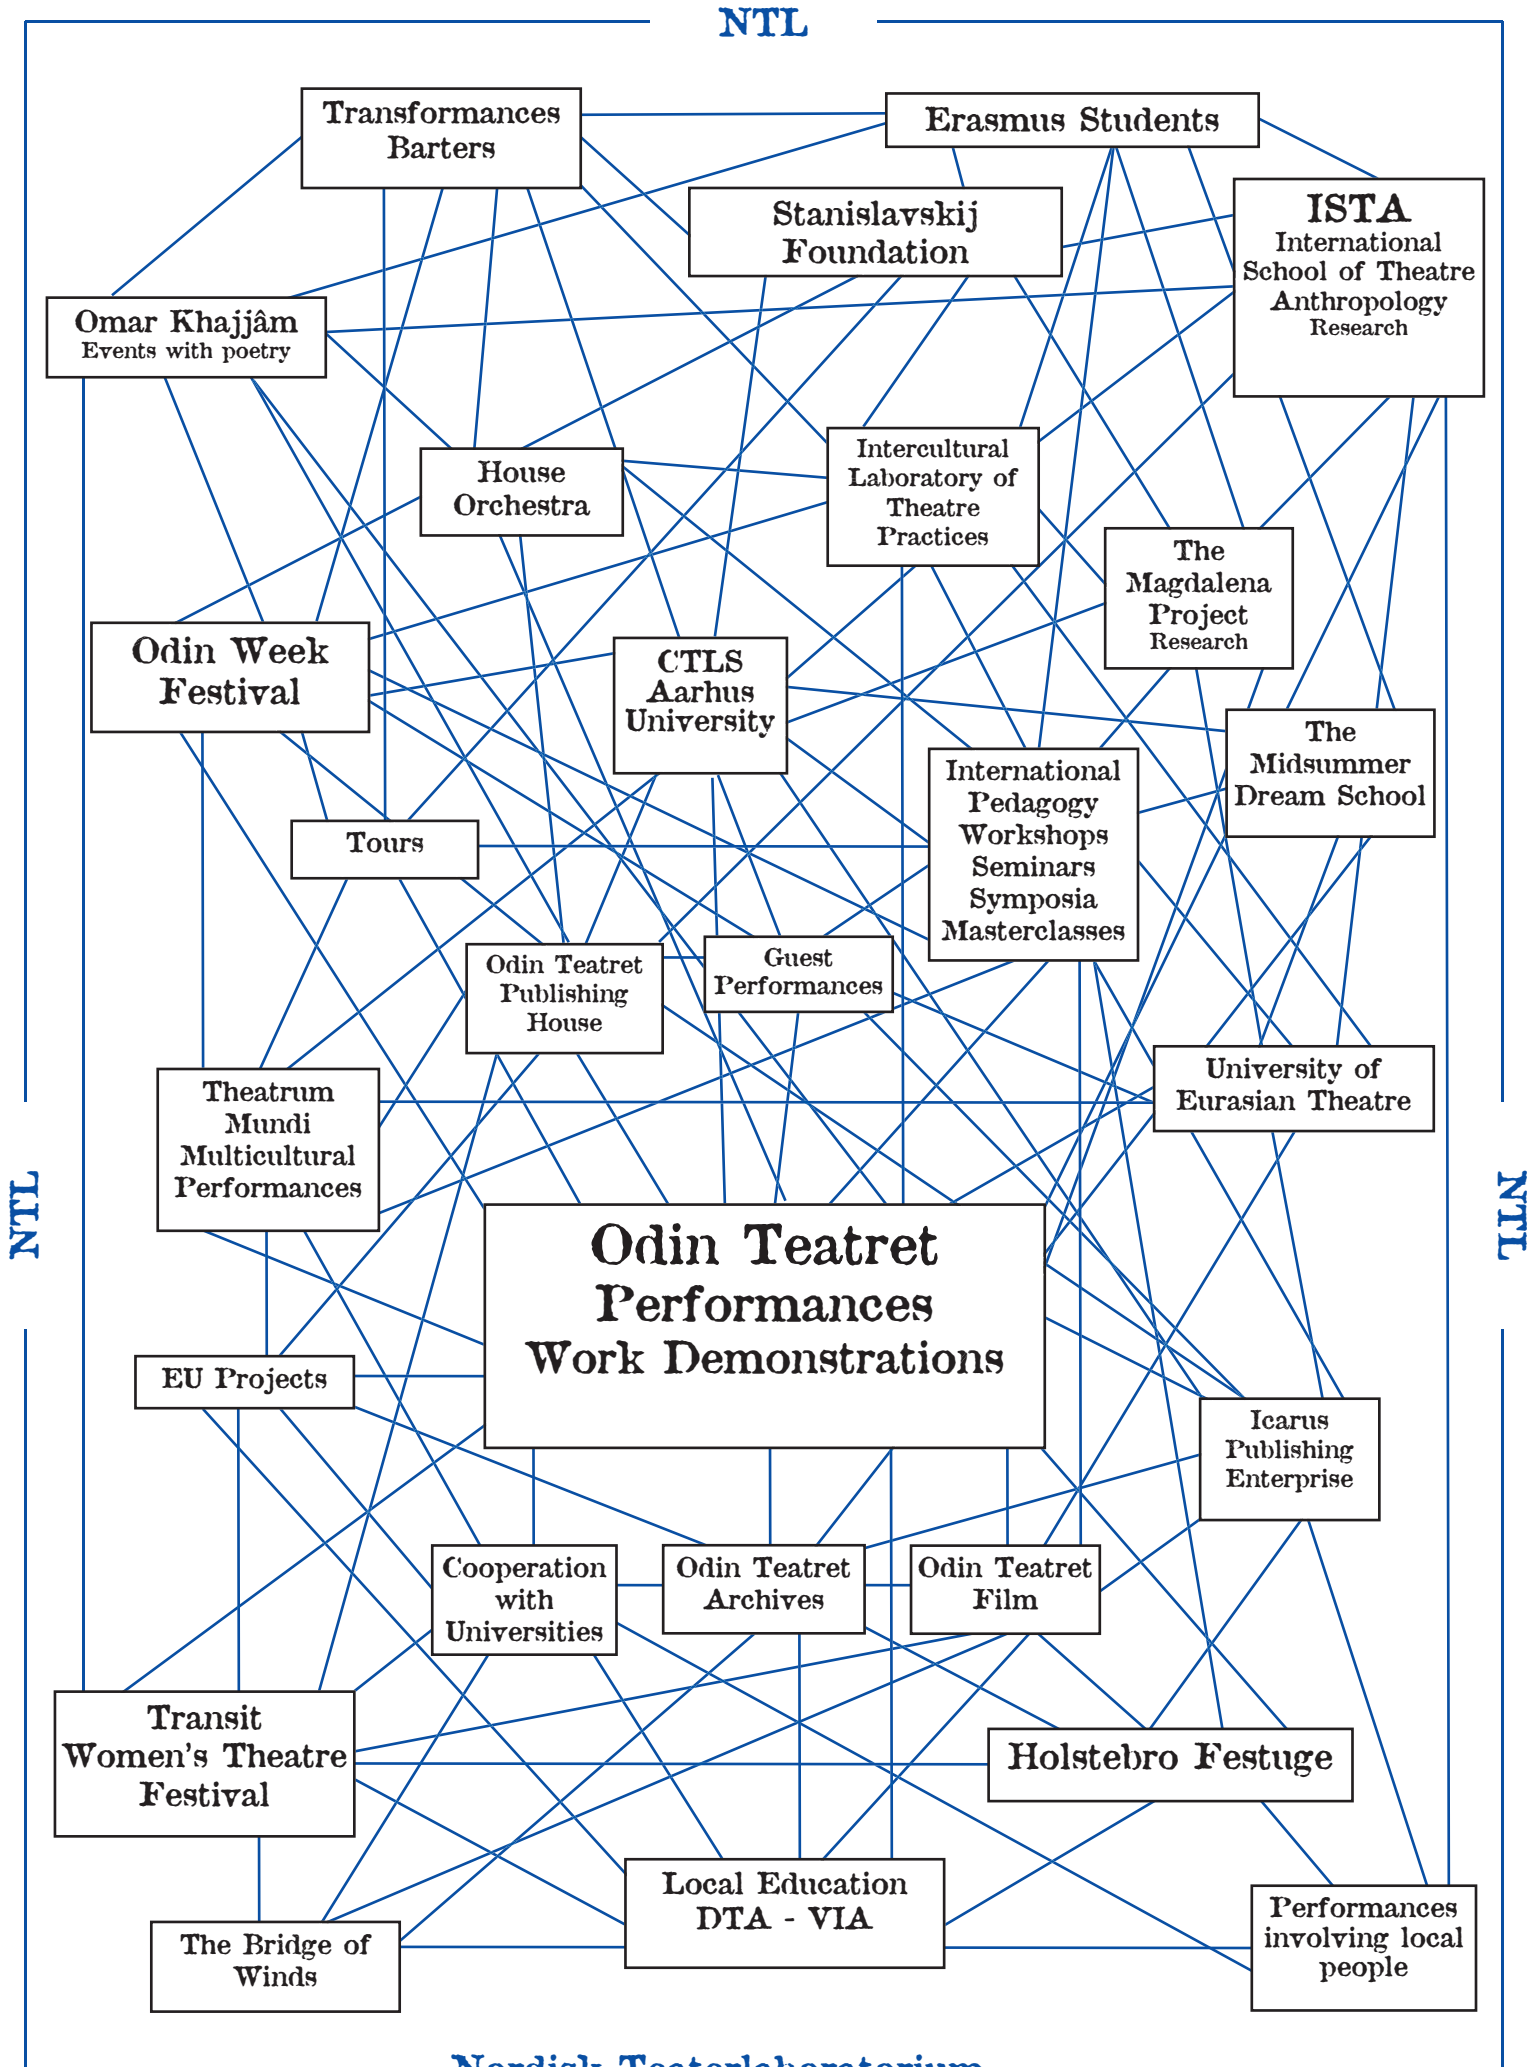 NTL
Transformances
Barters
Erasmus Students
Stanislavskij
Foundation
ISTA
International
School of Theatre
Anthropology
Research
Omar Khajjâm
Events with poetry
House
Orchestra
Intercultural
Laboratory of
Theatre
Practices
The
Magdalena
Project
Research
Odin Week
Festival
CTLS
Aarhus
University
The
Midsummer
Dream School
International
Pedagogy
Workshops
Seminars
Symposia
Masterclasses
Tours
Odin Teatret
Publishing
House
Guest
Performances
University of
Eurasian Theatre
Theatrum
Mundi
Multicultural
Performances
NTL
NTL
Odin Teatret
Performances
Work Demonstrations
EU Projects
Icarus
Publishing
Enterprise
Cooperation
with
Universities
Odin Teatret
Archives
Odin Teatret
Film
Transit
Women's Theatre
Festival
Holstebro Festuge
Local Education
DTA - VIA
Performances
involving local
people
The Bridge of
Winds
Nordisk Teaterlaboratorium